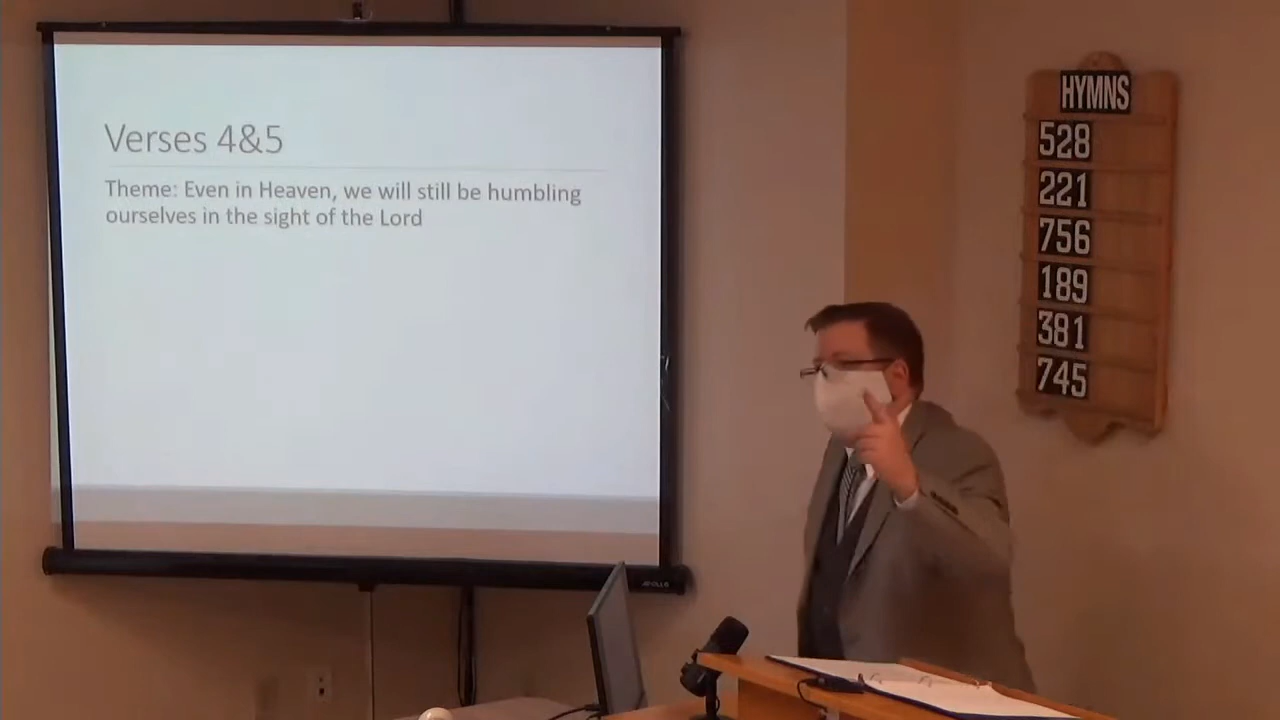 Verses 4&5
Theme: Even in Heaven, we will still be humbling
ourselves in the sight of the Lord
APOLLO
HYMNS
528
221
756
189
381
745